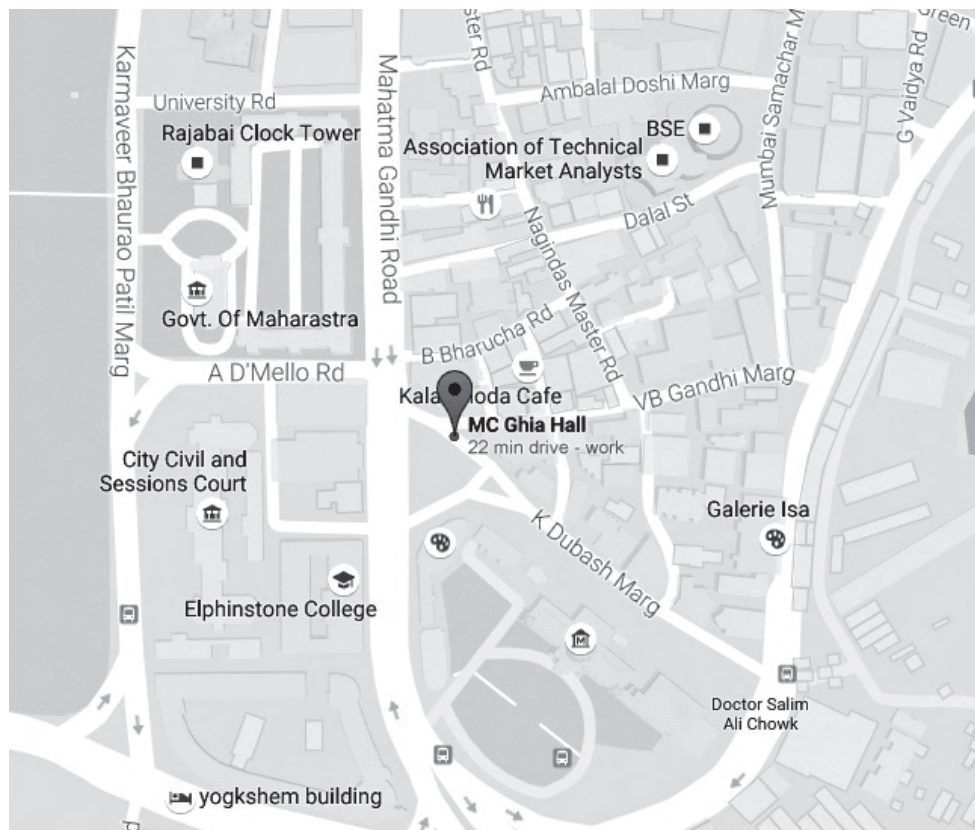 ster Rd
Green
G Vaidya Rd
Mumbai Samachar M
Karmaveer Bhaurao Patil Marg
Mahatma Gandhi Road
Ambalal Doshi Marg
University Rd
Rajabai Clock Tower
BSE
Association of Technical
Market Analysts
Nagindas Master Rd
Dalal St
Govt. Of Maharastra
B Bharucha Rd
A D'Mello Rd
VB Gandhi Marg
Cafe
MC Ghia Hall
22 min drive - work
City Civil and
Sessions Court
Galerie Isa
K Dubash Marg
Elphinstone College
Doctor Salim
Ali Chowk
yogkshem building